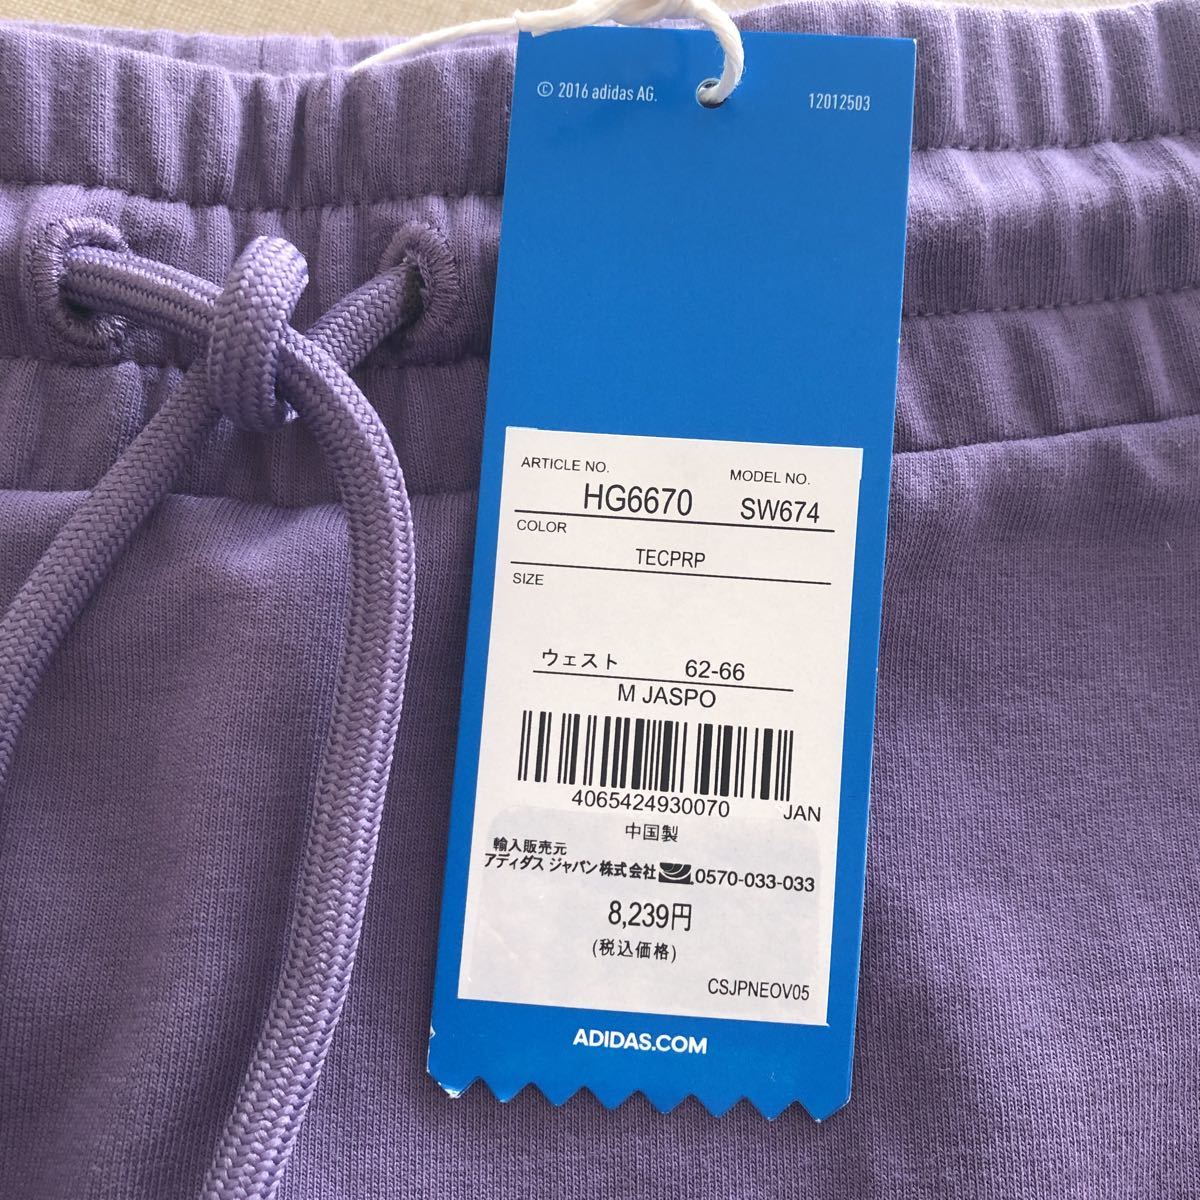 © 2016 adidas AG.
12012503
ARTICLE NO.
MODEL NO.
HG6670
SW674
COLOR
TECPRP
SIZE
ウェスト 62-66
M JASPO
4065424930070 JAN
中国製
輸入販売元
アディダス ジャパン株式会社 0570-033-033
8,239円
(税込価格)
CSJPNEOV05
ADIDAS.COM